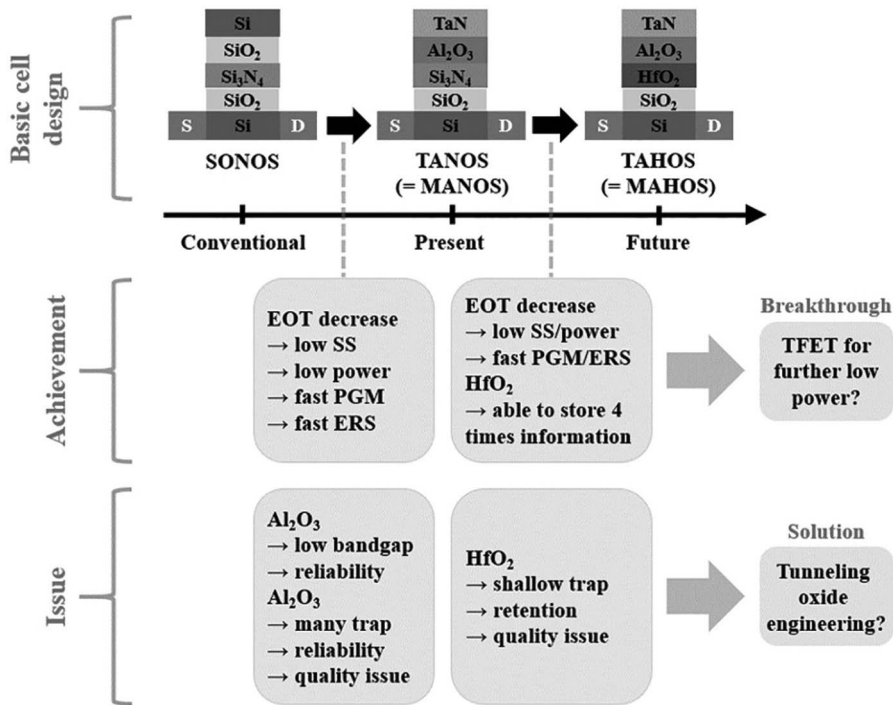 Basic cell
design
Si
SiO₂
Si₃N₄
SiO₂
S Si D
SONOS
TaN
Al₂O₃
Si₃N₄
SiO₂
S Si D
TANOS
(= MANOS)
TaN
Al₂O₃
HfO₂
SiO₂
S Si D
TAHOS
(= MAHOS)
Conventional
Present
Future
Achievement
EOT decrease
→ low SS
→ low power
→ fast PGM
→ fast ERS
EOT decrease
→ low SS/power
→ fast PGM/ERS
HfO₂
→ able to store 4
times information
Breakthrough
TFET for
further low
power?
Issue
Al₂O₃
→ low bandgap
→ reliability
Al₂O₃
→ many trap
→ reliability
→ quality issue
HfO₂
→ shallow trap
→ retention
→ quality issue
Solution
Tunneling
oxide
engineering?